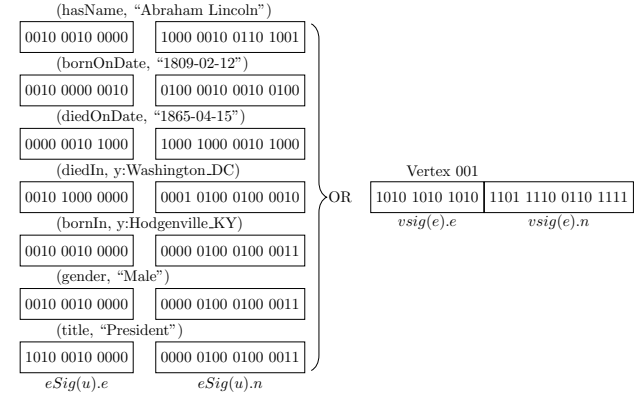 (hasName, “Abraham Lincoln”)
0010 0010 0000 1000 0010 0110 1001
(bornOnDate, “1809-02-12”)
0010 0000 0010 0100 0010 0010 0100
(diedOnDate, “1865-04-15”)
0000 0010 1000 1000 1000 0010 1000
(diedIn, y:Washington_DC)
0010 1000 0000 0001 0100 0100 0010
(bornIn, y:Hodgenville_KY)
0010 0010 0000 0000 0100 0100 0011
(gender, “Male”)
0010 0010 0000 0000 0100 0100 0011
(title, “President”)
1010 0010 0000 0000 0100 0100 0011
eSig(u).e eSig(u).n
OR
Vertex 001
1010 1010 1010 1101 1110 0110 1111
vsig(e).e vsig(e).n